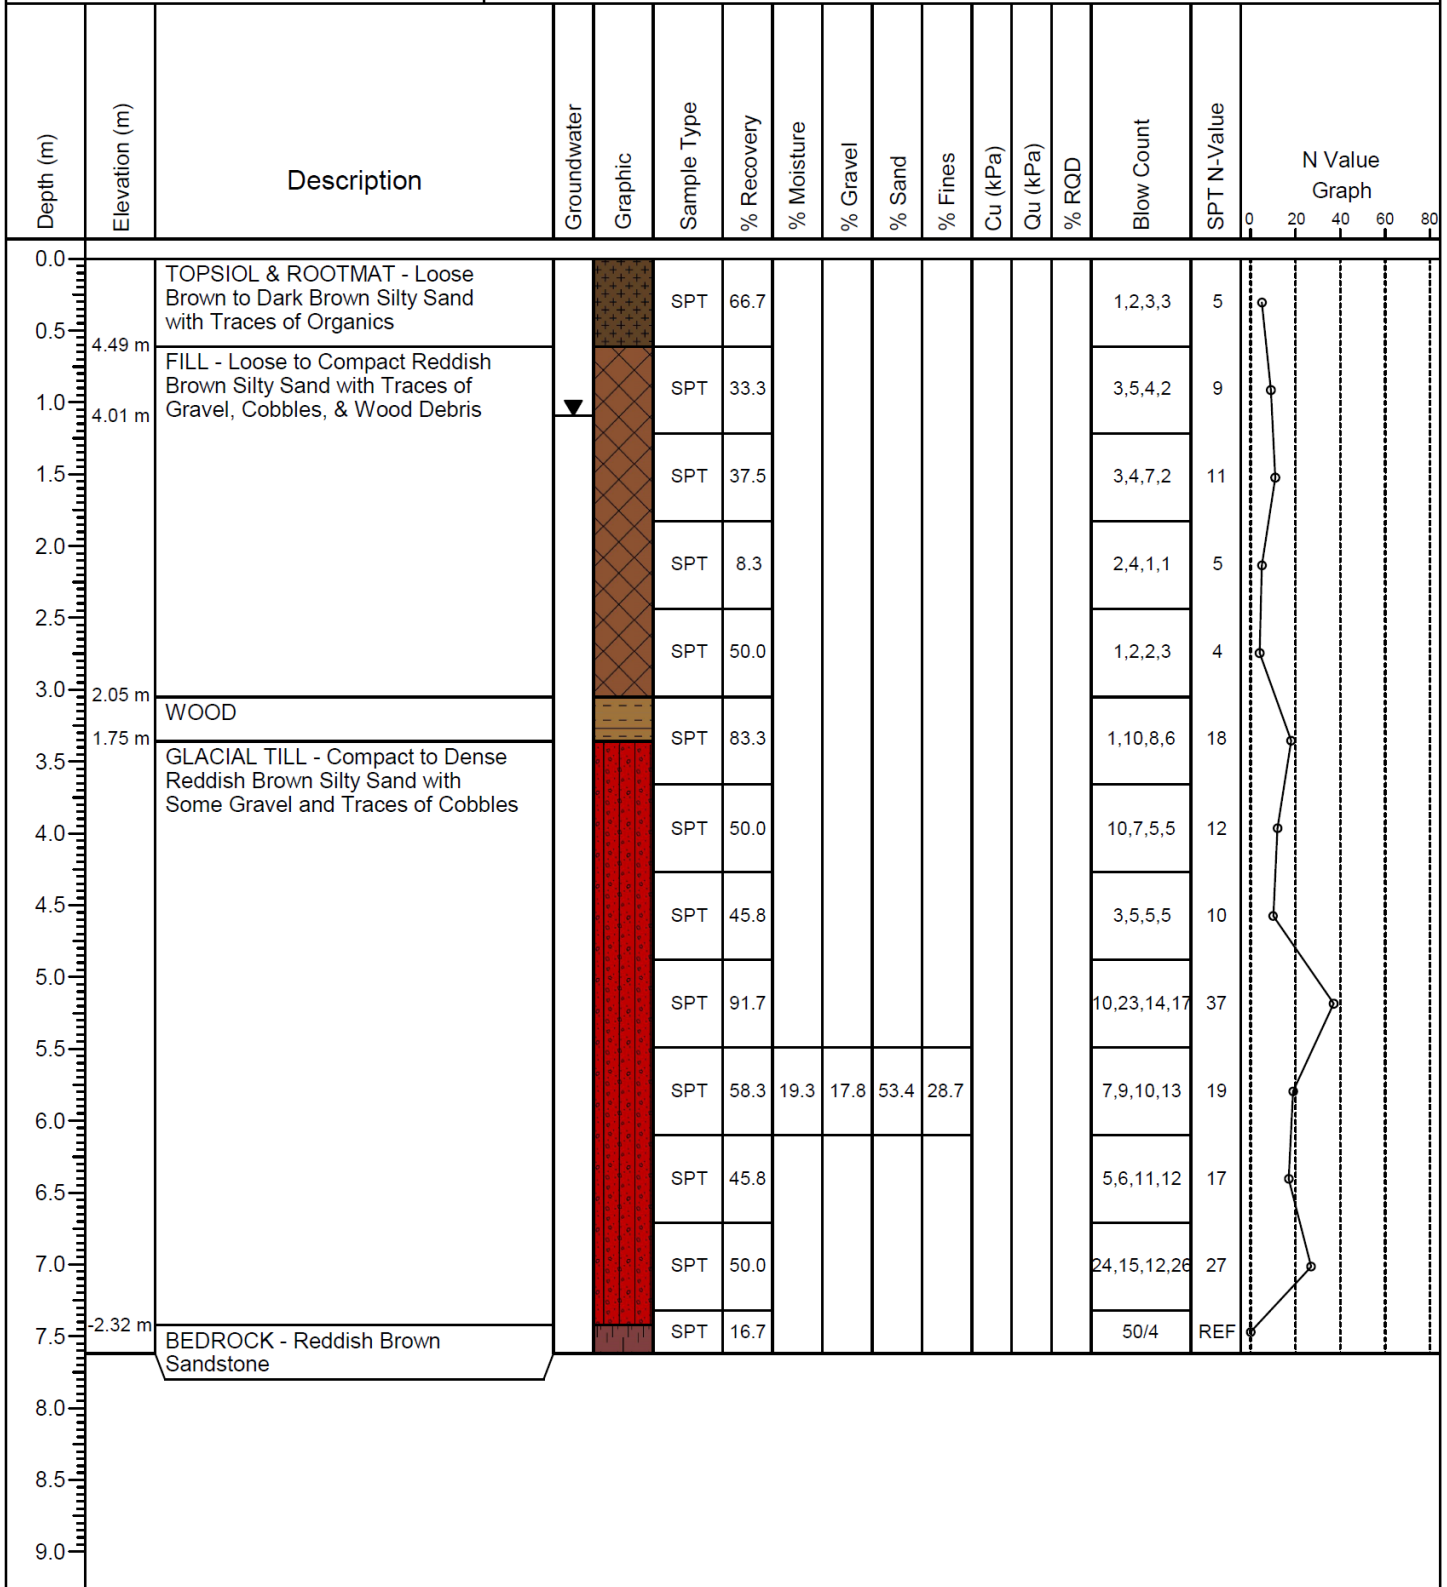 Depth (m)
Elevation (m)
Description
Groundwater
Graphic
Sample Type
% Recovery
% Moisture
% Gravel
% Sand
% Fines
Cu (kPa)
Qu (kPa)
% RQD
Blow Count
SPT N-Value
N Value
Graph
0 20 40 60 80
0.0
TOPSIOL & ROOTMAT - Loose
Brown to Dark Brown Silty Sand
with Traces of Organics
SPT 66.7 1,2,3,3 5
0.5
4.49 m
FILL - Loose to Compact Reddish
Brown Silty Sand with Traces of
Gravel, Cobbles, & Wood Debris
SPT 33.3 3,5,4,2 9
1.0
4.01 m
1.5 SPT 37.5 3,4,7,2 11
2.0
SPT 8.3 2,4,1,1 5
2.5
SPT 50.0 1,2,2,3 4
3.0
2.05 m
WOOD
1.75 m
SPT 83.3 1,10,8,6 18
GLACIAL TILL - Compact to Dense
Reddish Brown Silty Sand with
Some Gravel and Traces of Cobbles
3.5
4.0 SPT 50.0 10,7,5,5 12
4.5 SPT 45.8 3,5,5,5 10
5.0
SPT 91.7 10,23,14,17 37
5.5
SPT 58.3 19.3 17.8 53.4 28.7 7,9,10,13 19
6.0
SPT 45.8 5,6,11,12 17
6.5
7.0 SPT 50.0 24,15,12,26 27
-2.32 m
7.5
BEDROCK - Reddish Brown
Sandstone
SPT 16.7 50/4 REF
8.0
8.5
9.0